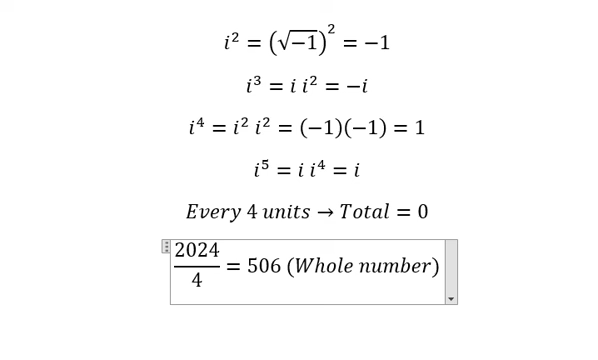 i² = (√−1)² = −1
i³ = i i² = −i
i⁴ = i² i² = (−1)(−1) = 1
i⁵ = i i⁴ = i
Every 4 units → Total = 0
2024/4 = 506 (Whole number)